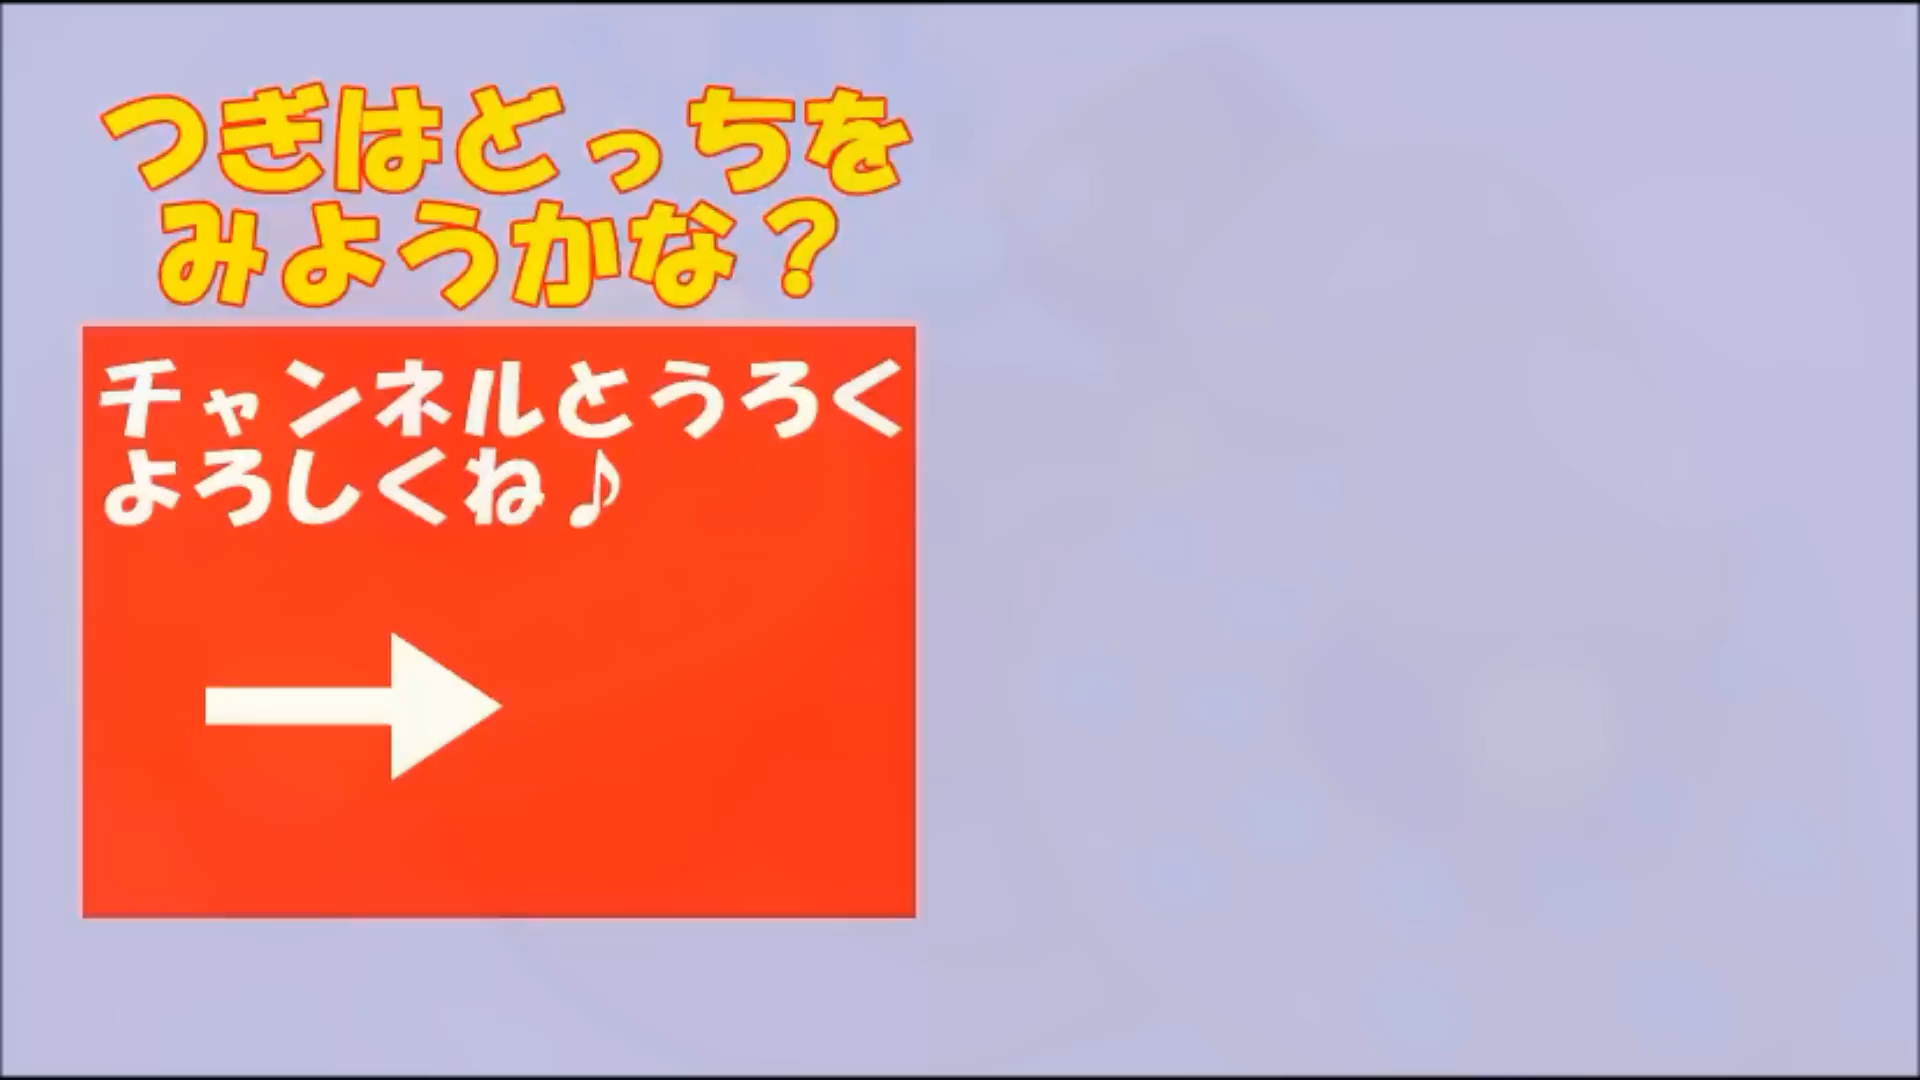 つぎはどっちを
みようかな？
チャンネルとうろく
よろしくね♪